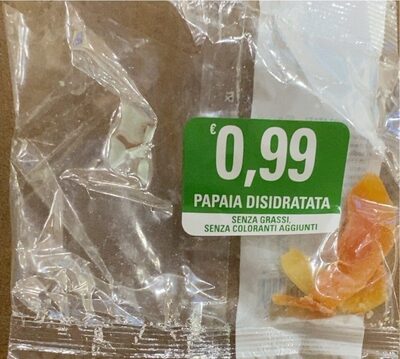 €0,99
PAPAIA DISIDRATATA
SENZA GRASSI,
SENZA COLORANTI AGGIUNTI